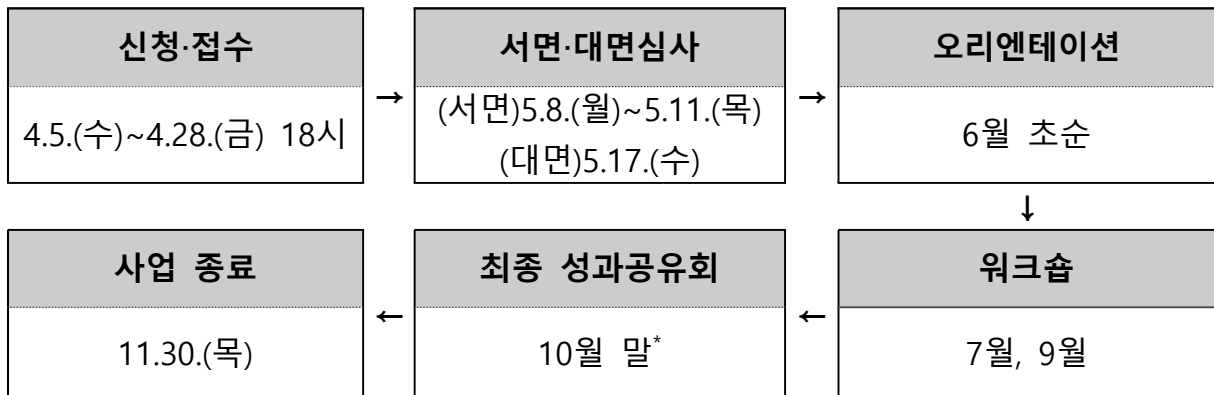 신청·접수
4.5.(수)~4.28.(금) 18시
→
서면·대면심사
(서면)5.8.(월)~5.11.(목)
(대면)5.17.(수)
→
오리엔테이션
6월 초순
↓
워크숍
7월, 9월
←
최종 성과공유회
10월 말*
←
사업 종료
11.30.(목)